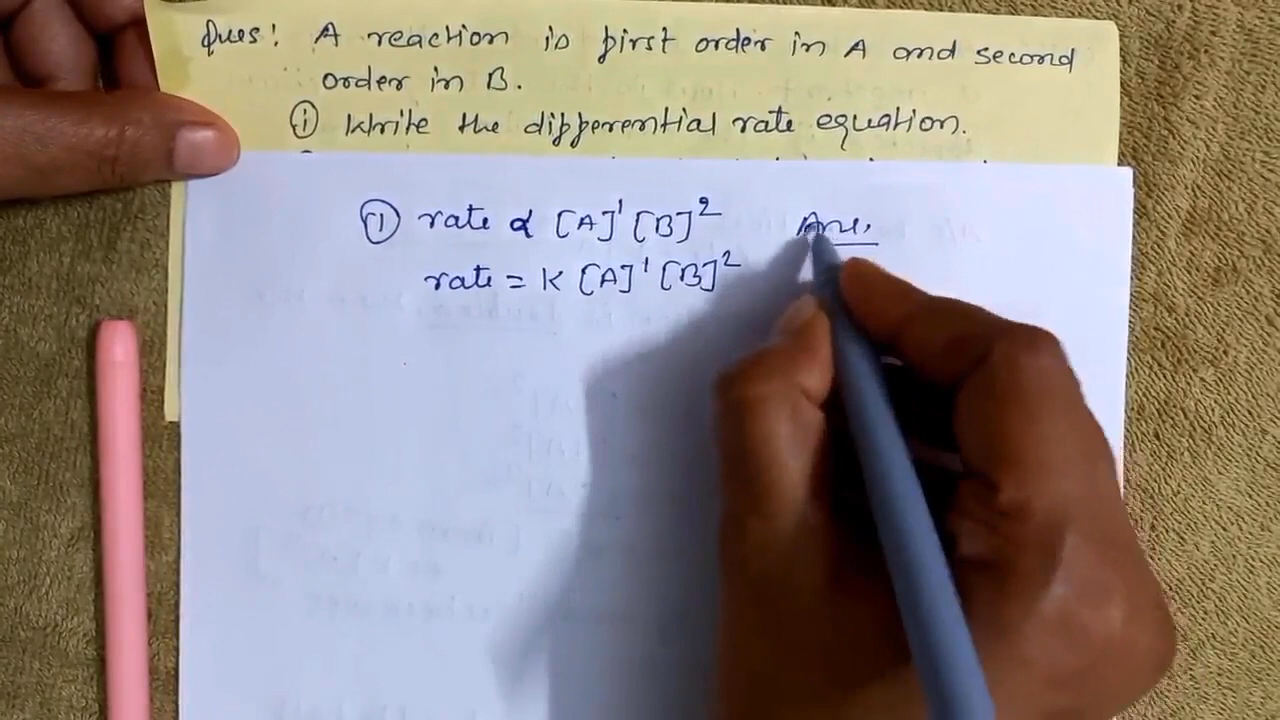 Ques: A reaction is first order in A and second
order in B.
(i) Write the differential rate equation.
(1) rate ∝ [A]¹ [B]² Ans.
rate = K [A]¹ [B]²